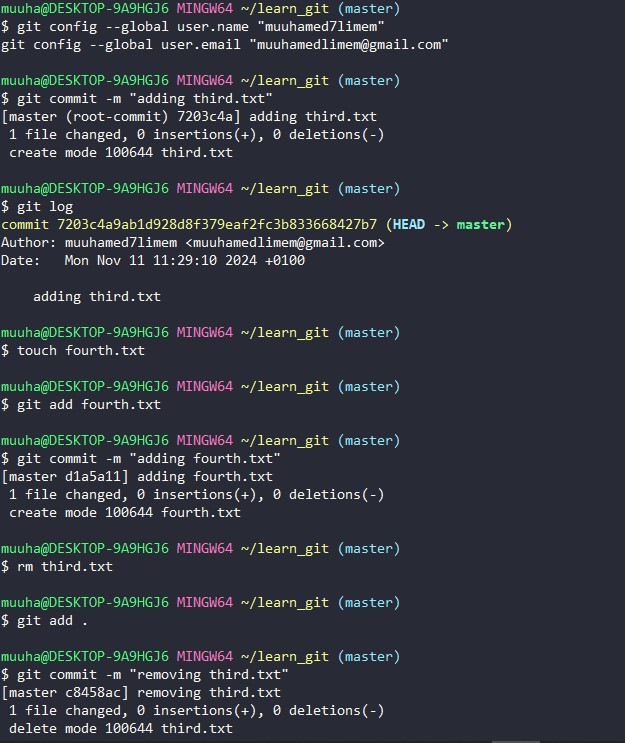 muuha@DESKTOP-9A9HGJ6 MINGW64 ~/learn_git (master)
$ git config --global user.name "muuhamed7limem"
git config --global user.email "muuhamedlimem@gmail.com"
muuha@DESKTOP-9A9HGJ6 MINGW64 ~/learn_git (master)
$ git commit -m "adding third.txt"
[master (root-commit) 7203c4a] adding third.txt
 1 file changed, 0 insertions(+), 0 deletions(-)
 create mode 100644 third.txt
muuha@DESKTOP-9A9HGJ6 MINGW64 ~/learn_git (master)
$ git log
commit 7203c4a9ab1d928d8f379eaf2fc3b833668427b7 (HEAD -> master)
Author: muuhamed7limem <muuhamedlimem@gmail.com>
Date:   Mon Nov 11 11:29:10 2024 +0100
    adding third.txt
muuha@DESKTOP-9A9HGJ6 MINGW64 ~/learn_git (master)
$ touch fourth.txt
muuha@DESKTOP-9A9HGJ6 MINGW64 ~/learn_git (master)
$ git add fourth.txt
muuha@DESKTOP-9A9HGJ6 MINGW64 ~/learn_git (master)
$ git commit -m "adding fourth.txt"
[master d1a5a11] adding fourth.txt
 1 file changed, 0 insertions(+), 0 deletions(-)
 create mode 100644 fourth.txt
muuha@DESKTOP-9A9HGJ6 MINGW64 ~/learn_git (master)
$ rm third.txt
muuha@DESKTOP-9A9HGJ6 MINGW64 ~/learn_git (master)
$ git add .
muuha@DESKTOP-9A9HGJ6 MINGW64 ~/learn_git (master)
$ git commit -m "removing third.txt"
[master c8458ac] removing third.txt
 1 file changed, 0 insertions(+), 0 deletions(-)
 delete mode 100644 third.txt